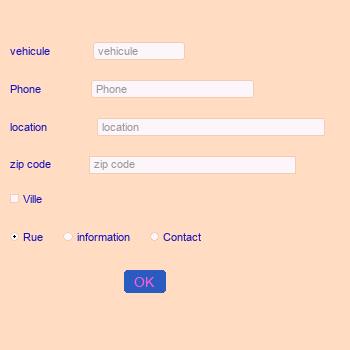 vehicule vehicule
Phone Phone
location location
zip code zip code
Ville
Rue information Contact
OK